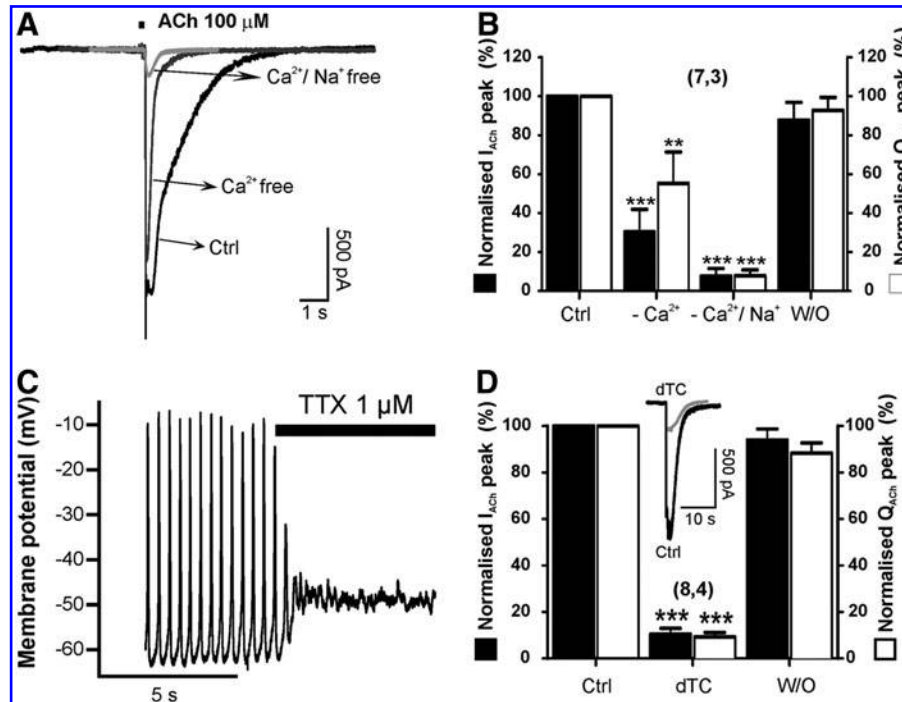 A
ACh 100 µM
Ca²⁺/ Na⁺ free
Ca²⁺ free
Ctrl
500 pA
1 s
B
Normalised I_ACh peak (%)
120
100
80
60
40
20
0
(7,3)
***
**
***
***
Ctrl
- Ca²⁺
- Ca²⁺/ Na⁺
W/O
120
100
80
60
40
20
0
Normalised Q peak (%)
C
Membrane potential (mV)
-10
-20
-30
-40
-50
-60
TTX 1 µM
5 s
D
Normalised I_ACh peak (%)
100
80
60
40
20
0
dTC
Ctrl
500 pA
10 s
(8,4)
***
***
Ctrl
dTC
W/O
100
80
60
40
20
0
Normalised Q_ACh peak (%)